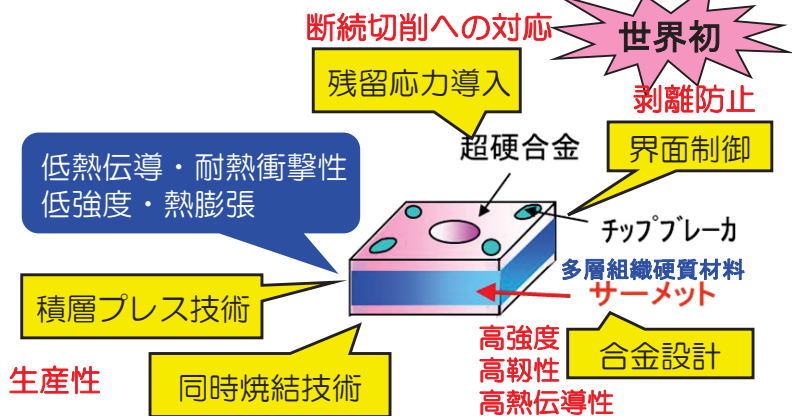 断続切削への対応
世界初
残留応力導入
剥離防止
超硬合金
界面制御
低熱伝導・耐熱衝撃性
低強度・熱膨張
チップブレーカ
多層組織硬質材料
サーメット
積層プレス技術
高強度
高靭性
高熱伝導性
合金設計
生産性
同時焼結技術